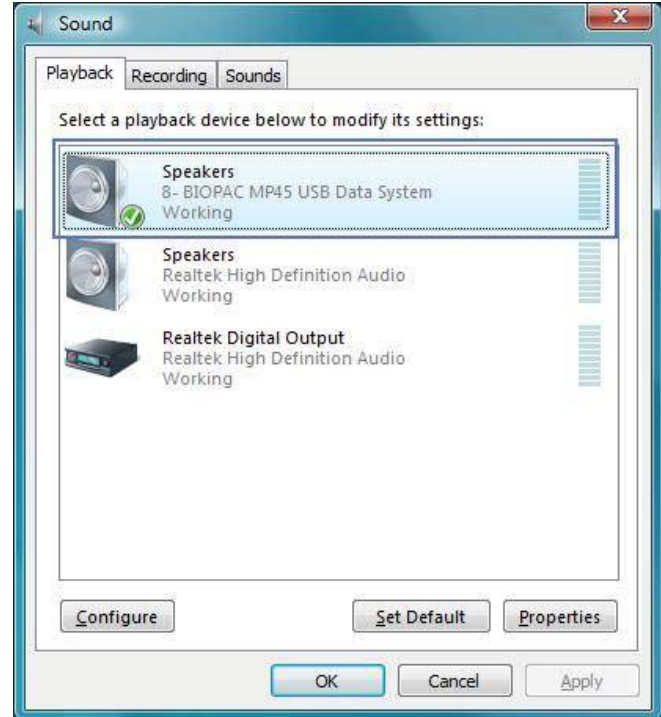 Sound
Playback Recording Sounds
Select a playback device below to modify its settings:
Speakers
8- BIOPAC MP45 USB Data System
Working
Speakers
Realtek High Definition Audio
Working
Realtek Digital Output
Realtek High Definition Audio
Working
Configure Set Default Properties
OK Cancel Apply